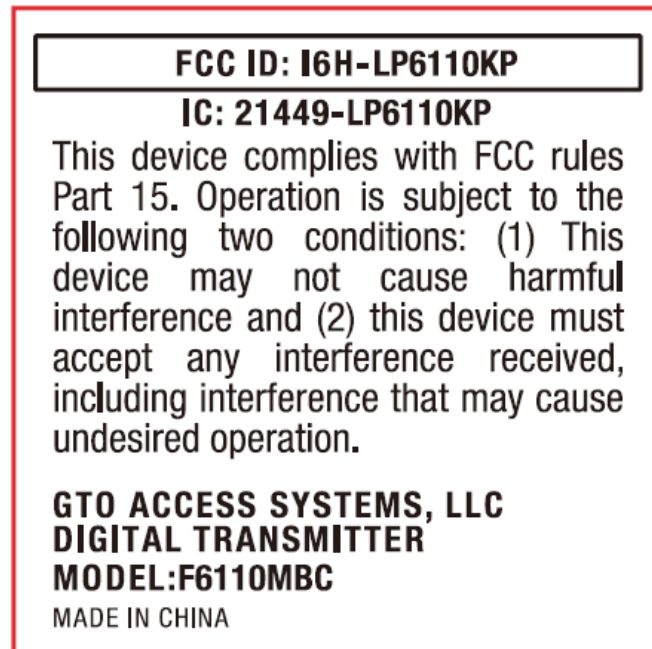 FCC ID: I6H-LP6110KP
IC: 21449-LP6110KP
This device complies with FCC rules
Part 15. Operation is subject to the
following two conditions: (1) This
device may not cause harmful
interference and (2) this device must
accept any interference received,
including interference that may cause
undesired operation.
GTO ACCESS SYSTEMS, LLC
DIGITAL TRANSMITTER
MODEL:F6110MBC
MADE IN CHINA